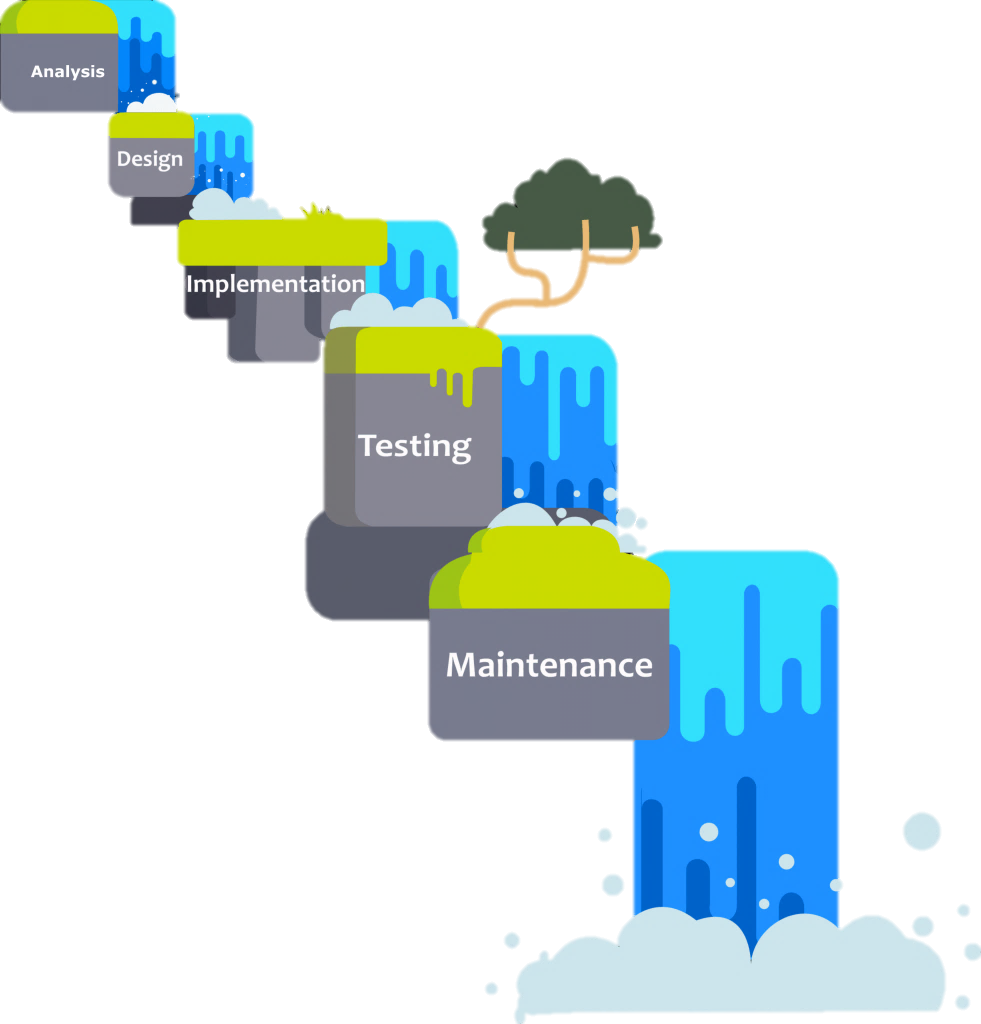 Analysis
Design
Implementation
Testing
Maintenance